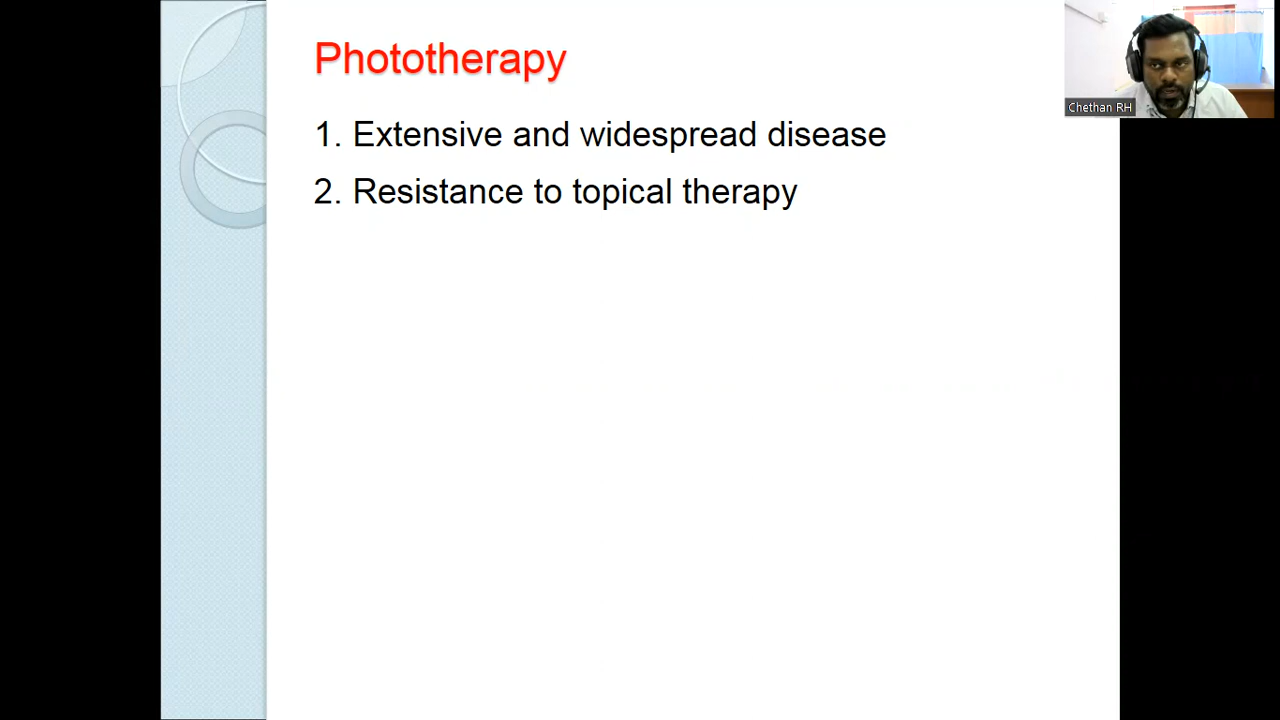 Phototherapy
1. Extensive and widespread disease
2. Resistance to topical therapy
Chethan RH